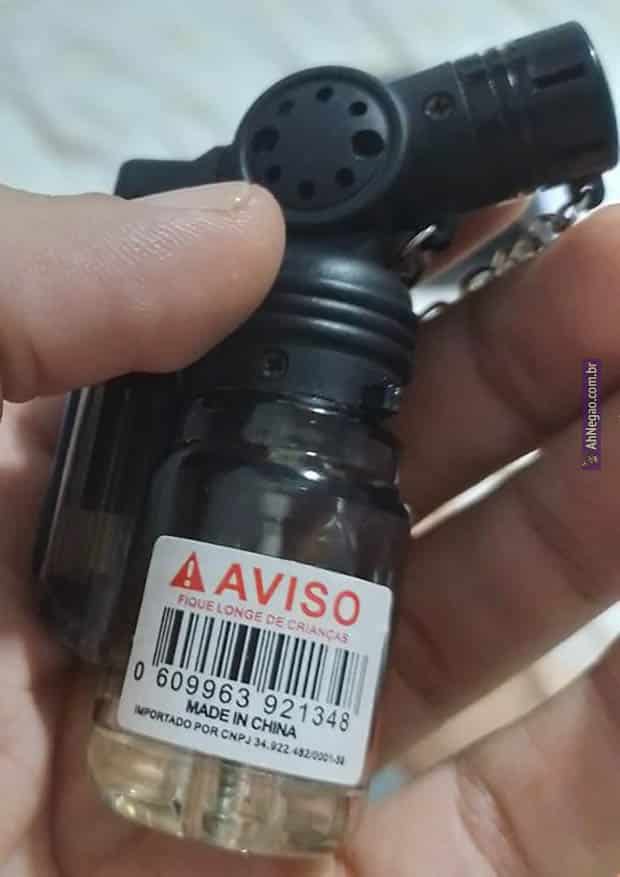 AVISO
FIQUE LONGE DE CRIANÇAS
0 609963 921348
MADE IN CHINA
IMPORTADO POR CNPJ 34.922.482/0001-
AhNegao.com.br